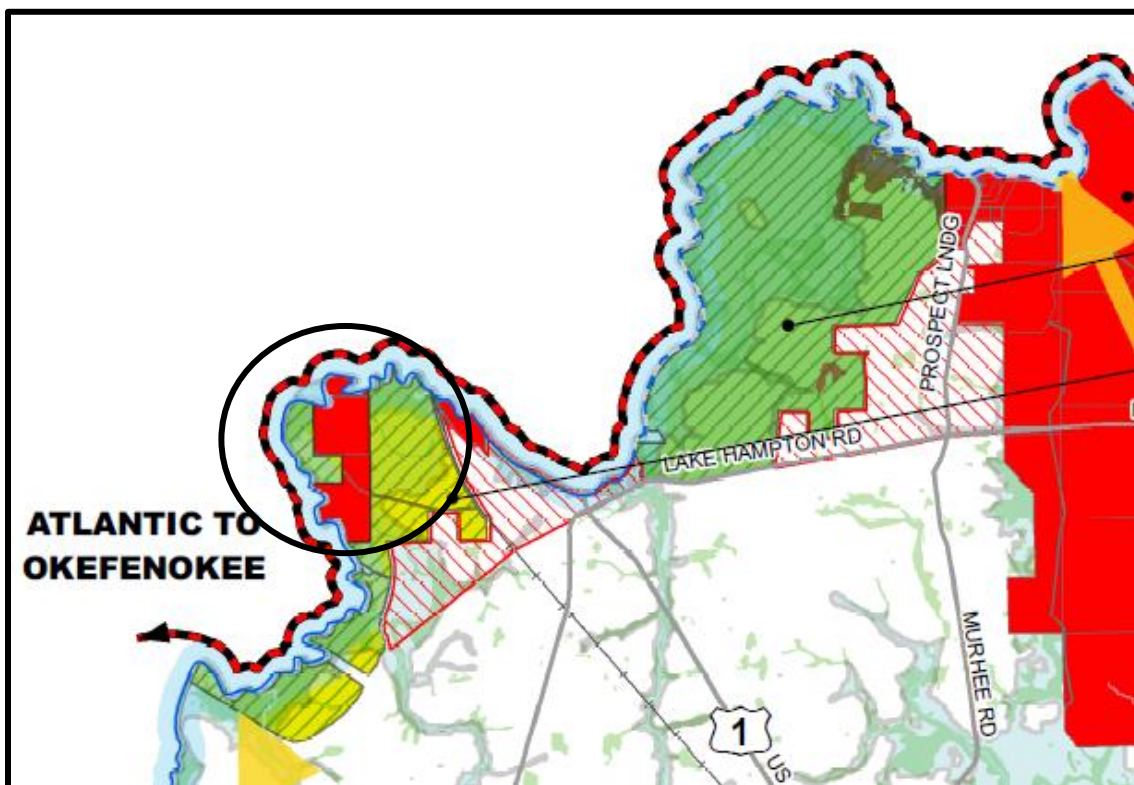 PROSPECT LNDG
LAKE HAMPTON RD
ATLANTIC TO
OKEFENOKEE
MURHEE RD
1
US